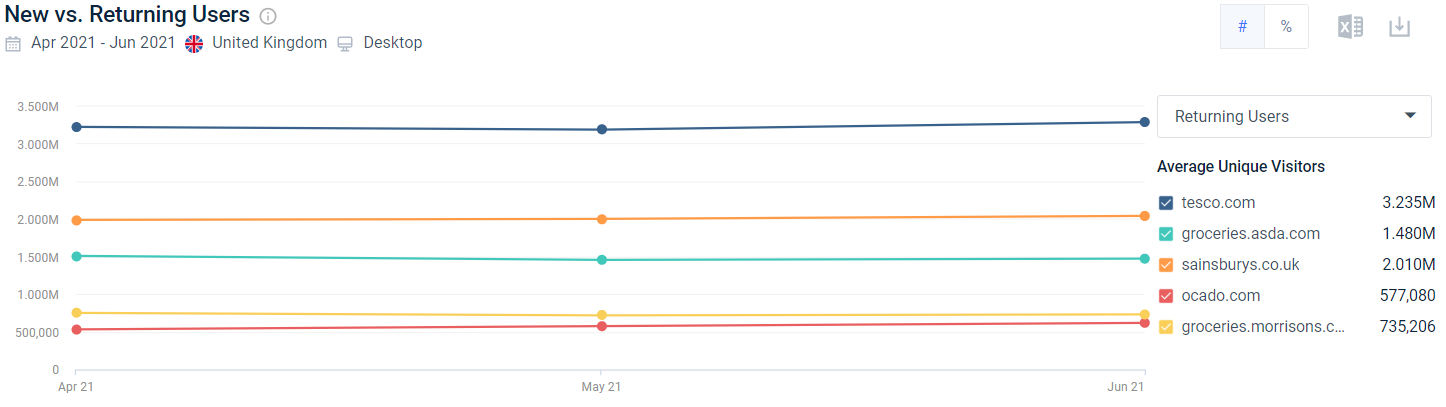 New vs. Returning Users
Apr 2021 - Jun 2021 United Kingdom Desktop
# %
3.500M
3.000M
2.500M
2.000M
1.500M
1.000M
500,000
0
Apr 21 May 21 Jun 21
Returning Users
Average Unique Visitors
tesco.com 3.235M
groceries.asda.com 1.480M
sainsburys.co.uk 2.010M
ocado.com 577,080
groceries.morrisons.c... 735,206